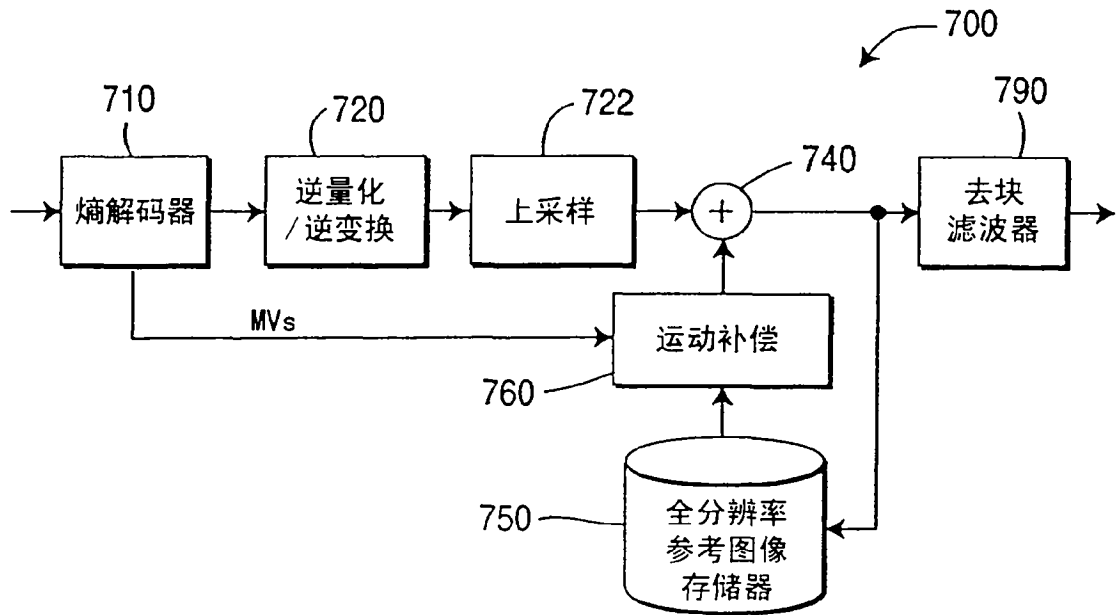 700
710
720
722
740
790
熵解码器
逆量化
/逆变换
上采样
+
去块
滤波器
MVs
运动补偿
760
750
全分辨率
参考图像
存储器